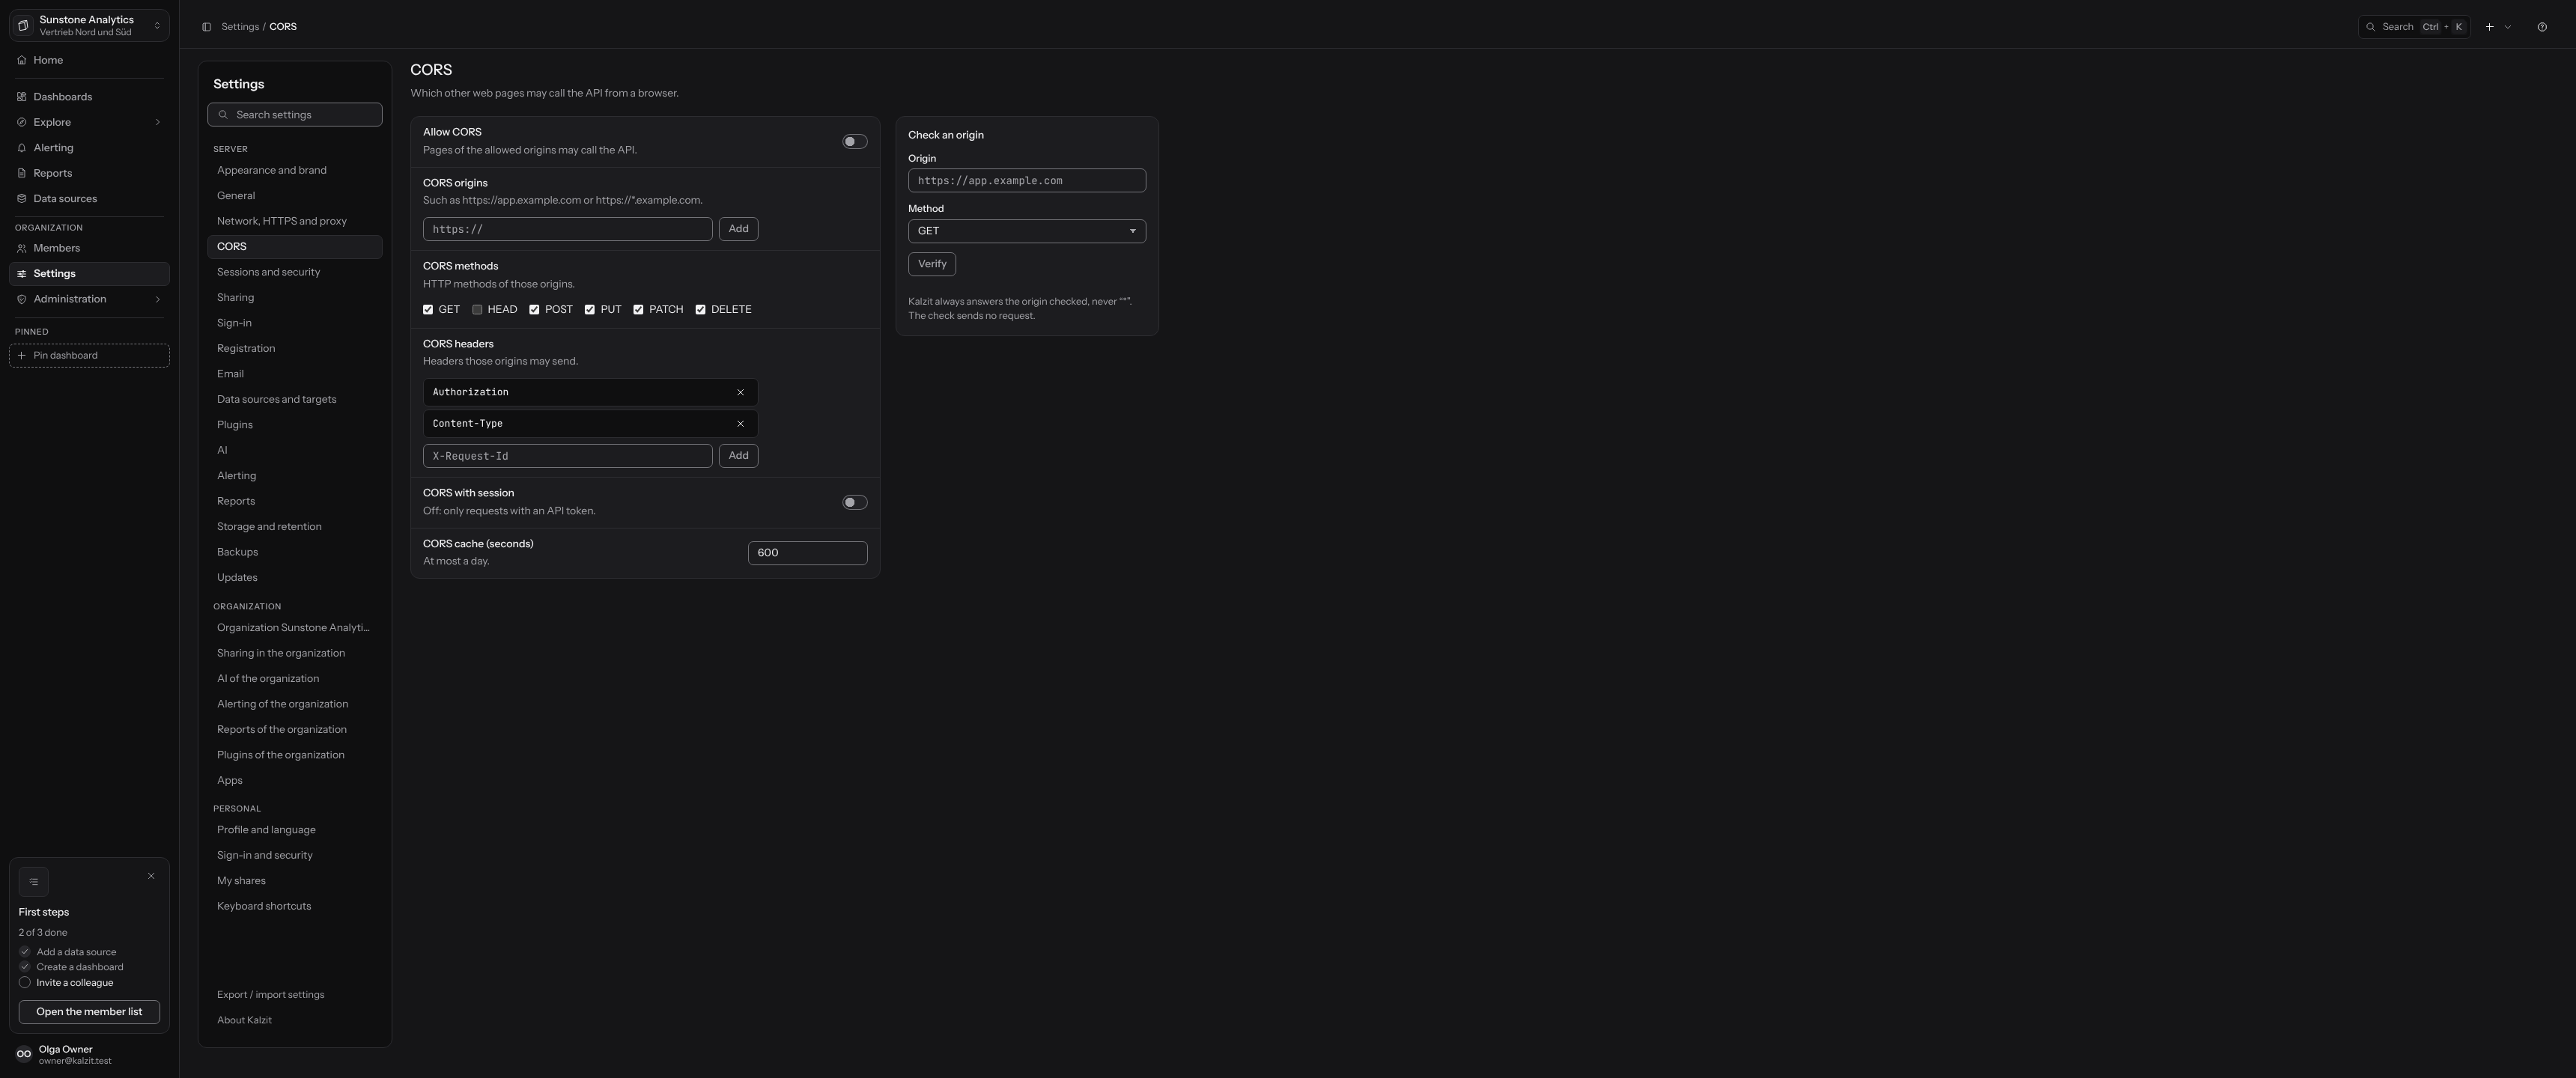 Sunstone Analytics
Vertrieb Nord und Süd
Home
Dashboards
Explore
Alerting
Reports
Data sources
ORGANIZATION
Members
Settings
Administration
PINNED
Pin dashboard
First steps
2 of 3 done
Add a data source
Create a dashboard
Invite a colleague
Open the member list
OO
Olga Owner
owner@kalzit.test
Settings / CORS
Search Ctrl + K
Settings
Search settings
SERVER
Appearance and brand
General
Network, HTTPS and proxy
CORS
Sessions and security
Sharing
Sign-in
Registration
Email
Data sources and targets
Plugins
AI
Alerting
Reports
Storage and retention
Backups
Updates
ORGANIZATION
Organization Sunstone Analyti...
Sharing in the organization
AI of the organization
Alerting of the organization
Reports of the organization
Plugins of the organization
Apps
PERSONAL
Profile and language
Sign-in and security
My shares
Keyboard shortcuts
Export / import settings
About Kalzit
CORS
Which other web pages may call the API from a browser.
Allow CORS
Pages of the allowed origins may call the API.
CORS origins
Such as https://app.example.com or https://*.example.com.
https:// Add
CORS methods
HTTP methods of those origins.
GET HEAD POST PUT PATCH DELETE
CORS headers
Headers those origins may send.
Authorization
Content-Type
X-Request-Id Add
CORS with session
Off: only requests with an API token.
CORS cache (seconds)
At most a day.
600
Check an origin
Origin
https://app.example.com
Method
GET
Verify
Kalzit always answers the origin checked, never "*".
The check sends no request.